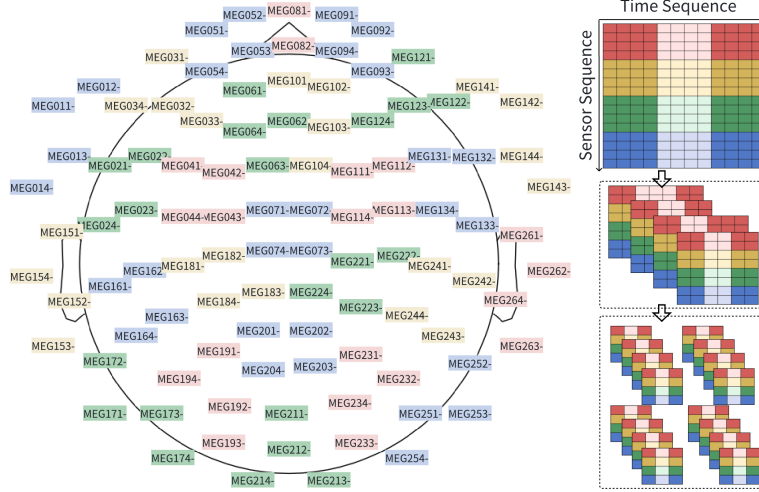 MEG052- MEG081- MEG091-
MEG051- MEG092-
MEG053 MEG082- MEG094-
MEG031- MEG121-
MEG054- MEG093-
MEG012- MEG061- MEG101 MEG102- MEG141-
MEG011- MEG034- MEG032- MEG123- MEG122- MEG142-
MEG033- MEG064- MEG062 MEG103- MEG124-
MEG013- MEG022- MEG131- MEG132- MEG144-
MEG021- MEG041 MEG042- MEG063- MEG104- MEG111- MEG112-
MEG014- MEG143-
MEG023- MEG044- MEG043- MEG071- MEG072- MEG114- MEG113- MEG134-
MEG151- MEG024- MEG133- MEG261-
MEG182- MEG074- MEG073- MEG222-
MEG154- MEG162 MEG181- MEG221- MEG241- MEG262-
MEG161- MEG242-
MEG152- MEG184- MEG183- MEG224- MEG264-
MEG163- MEG223- MEG244-
MEG164- MEG201- MEG202- MEG243-
MEG153- MEG191- MEG231- MEG263-
MEG172- MEG204- MEG203- MEG252-
MEG194- MEG232-
MEG171- MEG173- MEG192- MEG211- MEG234- MEG251- MEG253-
MEG193- MEG233-
MEG174- MEG212- MEG254-
MEG214- MEG213-
Time Sequence
Sensor Sequence